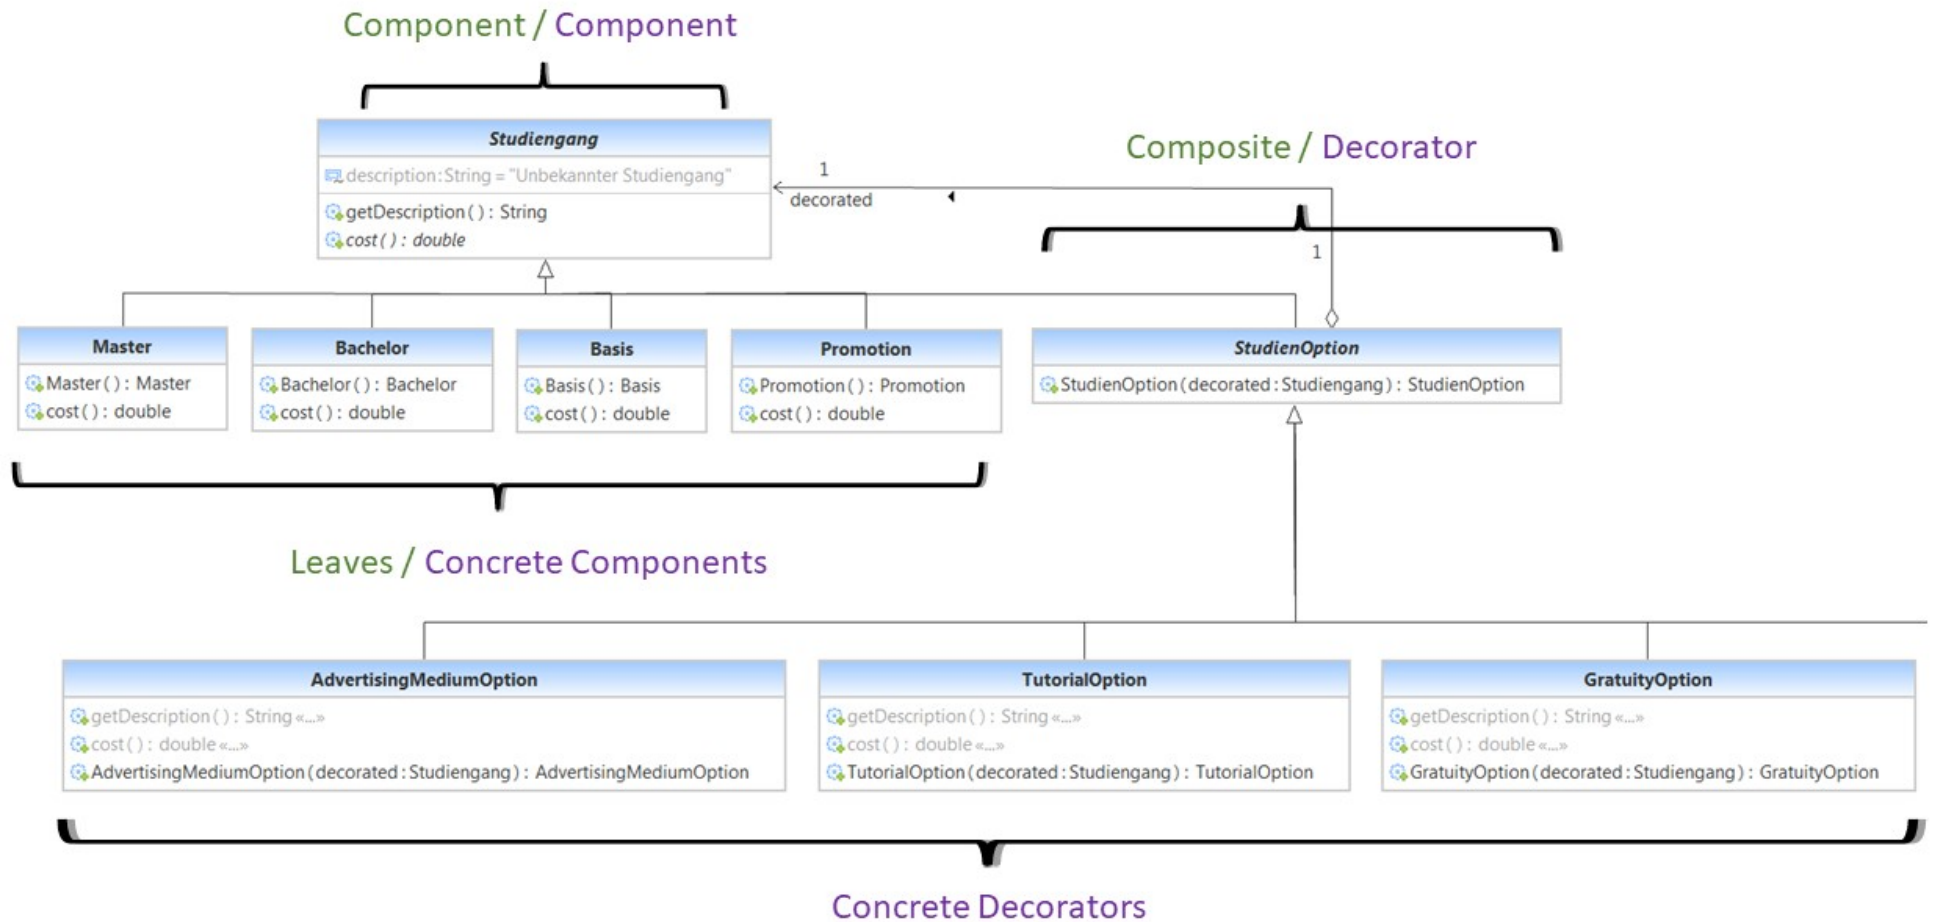 Component / Component
Studiengang
description: String = "Unbekannter Studiengang"
getDescription(): String
cost(): double
1
decorated
Composite / Decorator
1
Master
Master(): Master
cost(): double
Bachelor
Bachelor(): Bachelor
cost(): double
Basis
Basis(): Basis
cost(): double
Promotion
Promotion(): Promotion
cost(): double
StudienOption
StudienOption(decorated:Studiengang): StudienOption
Leaves / Concrete Components
AdvertisingMediumOption
getDescription(): String «...»
cost(): double «...»
AdvertisingMediumOption(decorated:Studiengang): AdvertisingMediumOption
TutorialOption
getDescription(): String «...»
cost(): double «...»
TutorialOption(decorated:Studiengang): TutorialOption
GratuityOption
getDescription(): String «...»
cost(): double «...»
GratuityOption(decorated:Studiengang): GratuityOption
Concrete Decorators